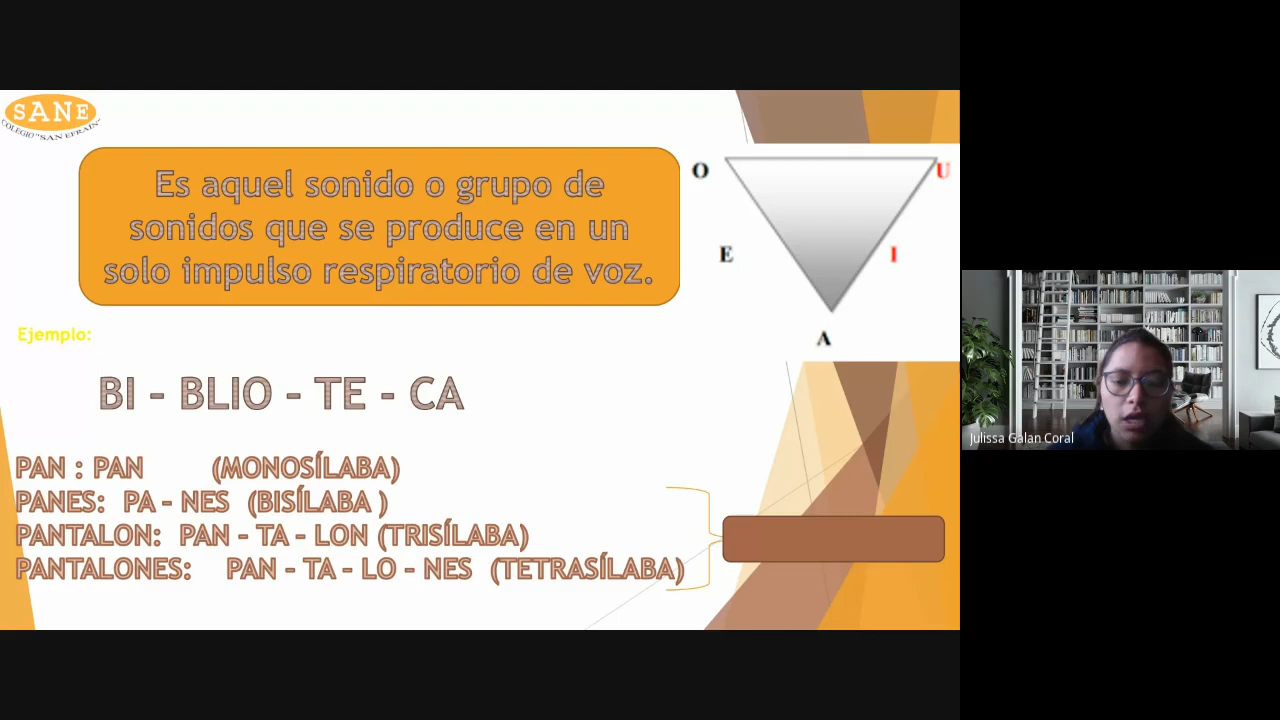 SANE
COLEGIO "SAN EFRAIN"
Es aquel sonido o grupo de
sonidos que se produce en un
solo impulso respiratorio de voz.
O
U
E
I
A
Ejemplo:
BI - BLIO - TE - CA
PAN : PAN (MONOSÍLABA)
PANES: PA - NES (BISÍLABA )
PANTALON: PAN - TA - LON (TRISÍLABA)
PANTALONES: PAN - TA - LO - NES (TETRASÍLABA)
Julissa Galan Coral